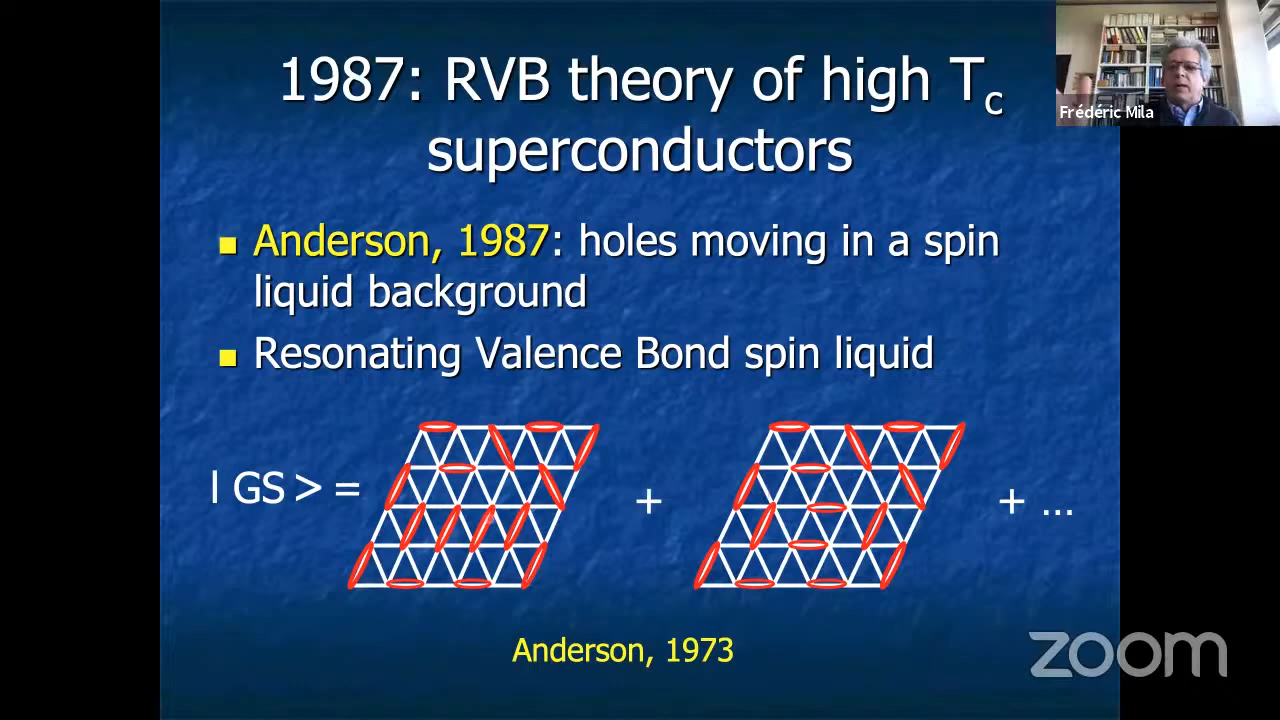 1987: RVB theory of high Tc
superconductors
Frédéric Mila
Anderson, 1987: holes moving in a spin
liquid background
Resonating Valence Bond spin liquid
l GS > =
+
+ ...
Anderson, 1973
zoom